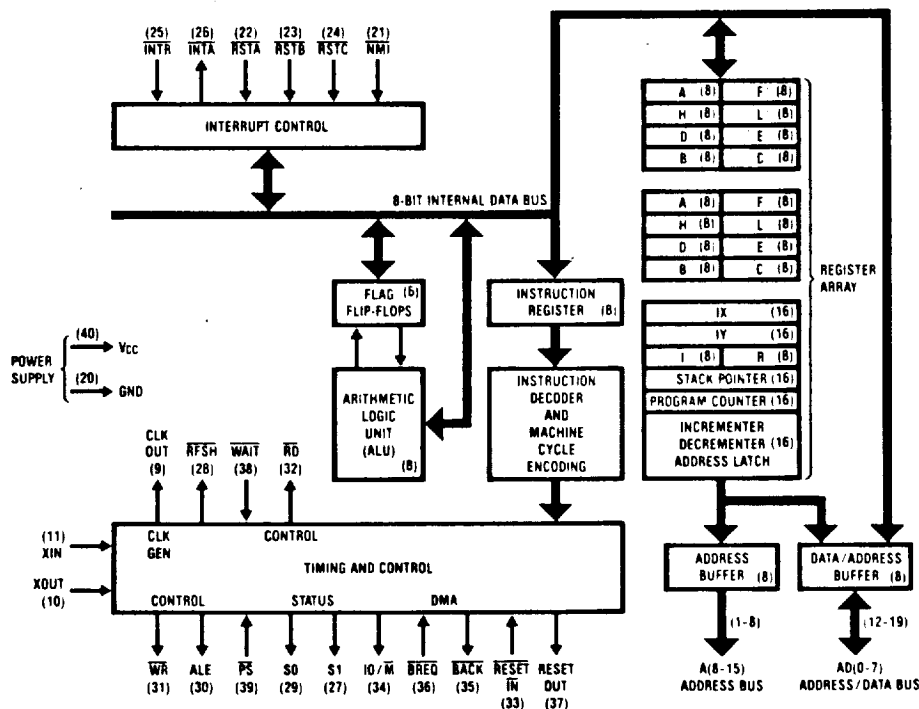 (25) (26) (22) (23) (24) (21)
INTR INTA RSTA RSTB RSTC NMI
INTERRUPT CONTROL
8-BIT INTERNAL DATA BUS
A (8) F (8)
H (8) L (8)
D (8) E (8)
B (8) C (8)
A (8) F (8)
H (8) L (8)
D (8) E (8)
B (8) C (8)
IX (16)
IY (16)
I (8) R (8)
STACK POINTER (16)
PROGRAM COUNTER (16)
INCREMENTER
DECREMENTER (16)
ADDRESS LATCH
REGISTER
ARRAY
FLAG (6)
FLIP-FLOPS
INSTRUCTION
REGISTER (8)
ARITHMETIC
LOGIC
UNIT
(ALU)
(8)
INSTRUCTION
DECODER
AND
MACHINE
CYCLE
ENCODING
POWER
SUPPLY
(40)
VCC
(20)
GND
CLK
OUT RFSH WAIT RD
(9) (28) (38) (32)
(11)
XIN
XOUT
(10)
CLK
GEN
CONTROL
TIMING AND CONTROL
CONTROL STATUS DMA
WR ALE PS S0 S1 IO/M BREQ BACK RESET IN RESET OUT
(31) (30) (39) (29) (27) (34) (36) (35) (33) (37)
ADDRESS
BUFFER (8)
DATA/ADDRESS
BUFFER (8)
(1-8)
(12-19)
A(8-15)
ADDRESS BUS
AD(0-7)
ADDRESS/DATA BUS